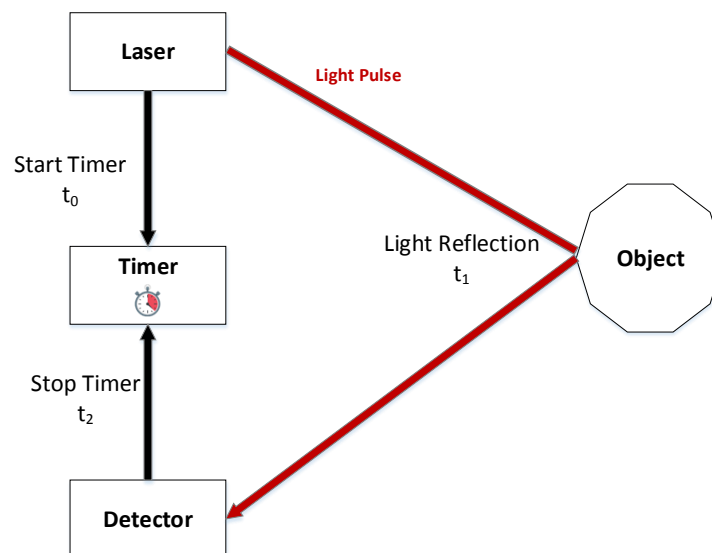 Laser
Light Pulse
Start Timer
t₀
Timer
Light Reflection
t₁
Object
Stop Timer
t₂
Detector